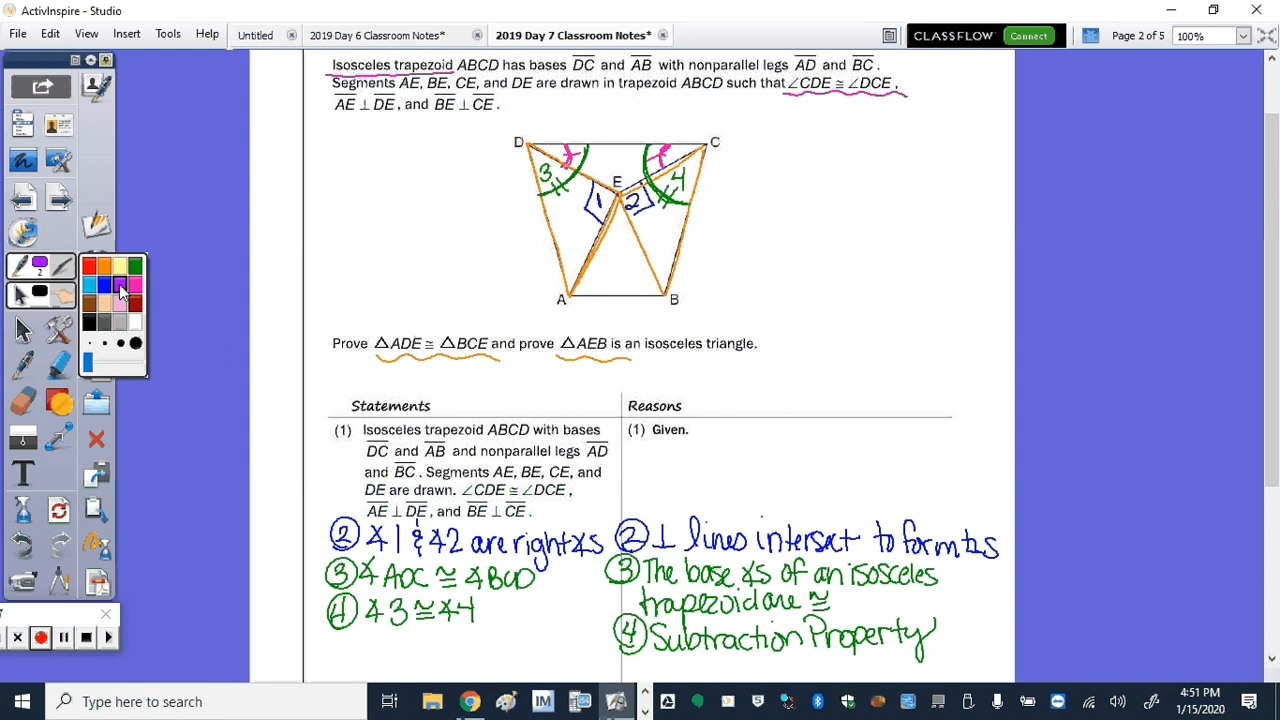 ActivInspire - Studio
File Edit View Insert Tools Help Untitled 2019 Day 6 Classroom Notes* 2019 Day 7 Classroom Notes* CLASSFLOW Connect Page 2 of 5 100%
Isosceles trapezoid ABCD has bases DC and AB with nonparallel legs AD and BC.
Segments AE, BE, CE, and DE are drawn in trapezoid ABCD such that ∠CDE ≅ ∠DCE,
AE ⊥ DE, and BE ⊥ CE.
D C
3 E 4
1 2
A B
2
Prove △ADE ≅ △BCE and prove △AEB is an isosceles triangle.
Statements Reasons
(1) Isosceles trapezoid ABCD with bases (1) Given.
DC and AB and nonparallel legs AD
and BC. Segments AE, BE, CE, and
DE are drawn. ∠CDE ≅ ∠DCE,
AE ⊥ DE, and BE ⊥ CE.
② ∡1 & ∡2 are right ∡s ② ⊥ lines intersect to form ⊾s
③ ∡ADC ≅ ∡BCD ③ The base ∡s of an isosceles
trapezoid are ≅
④ ∡3 ≅ ∡4 ④ Subtraction Property
Type here to search
4:51 PM
1/15/2020